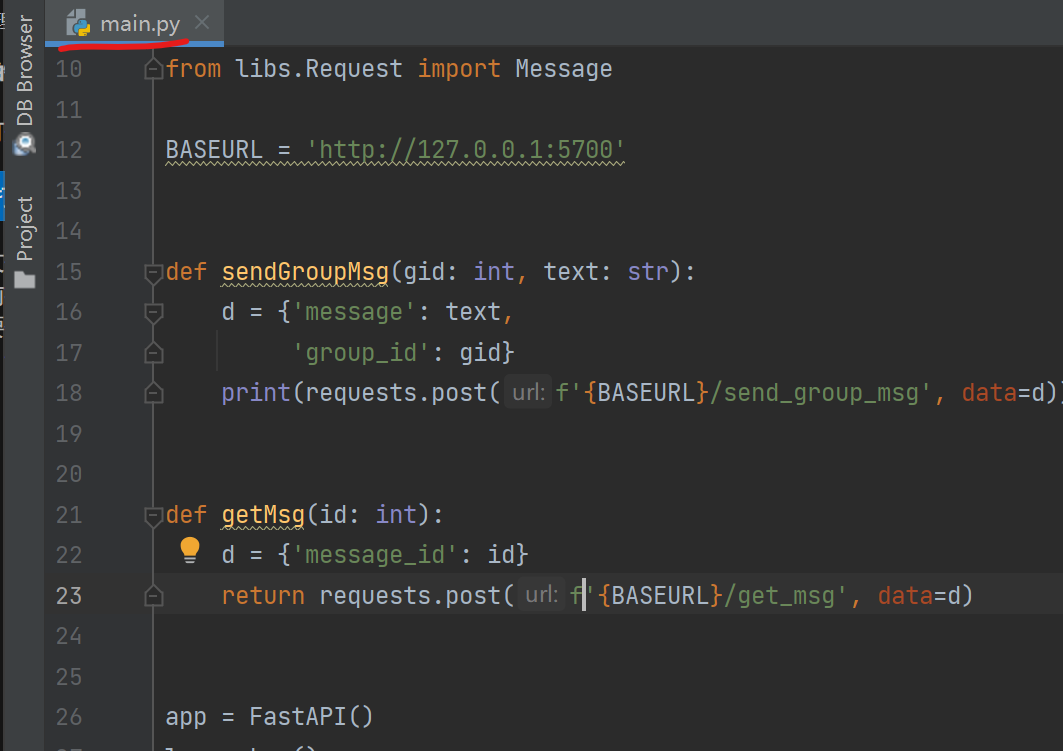 main.py
DB Browser
Project
10 from libs.Request import Message
11
12 BASEURL = 'http://127.0.0.1:5700'
13
14
15 def sendGroupMsg(gid: int, text: str):
16 d = {'message': text,
17 'group_id': gid}
18 print(requests.post( url: f'{BASEURL}/send_group_msg', data=d))
19
20
21 def getMsg(id: int):
22 d = {'message_id': id}
23 return requests.post( url: f'{BASEURL}/get_msg', data=d)
24
25
26 app = FastAPI()